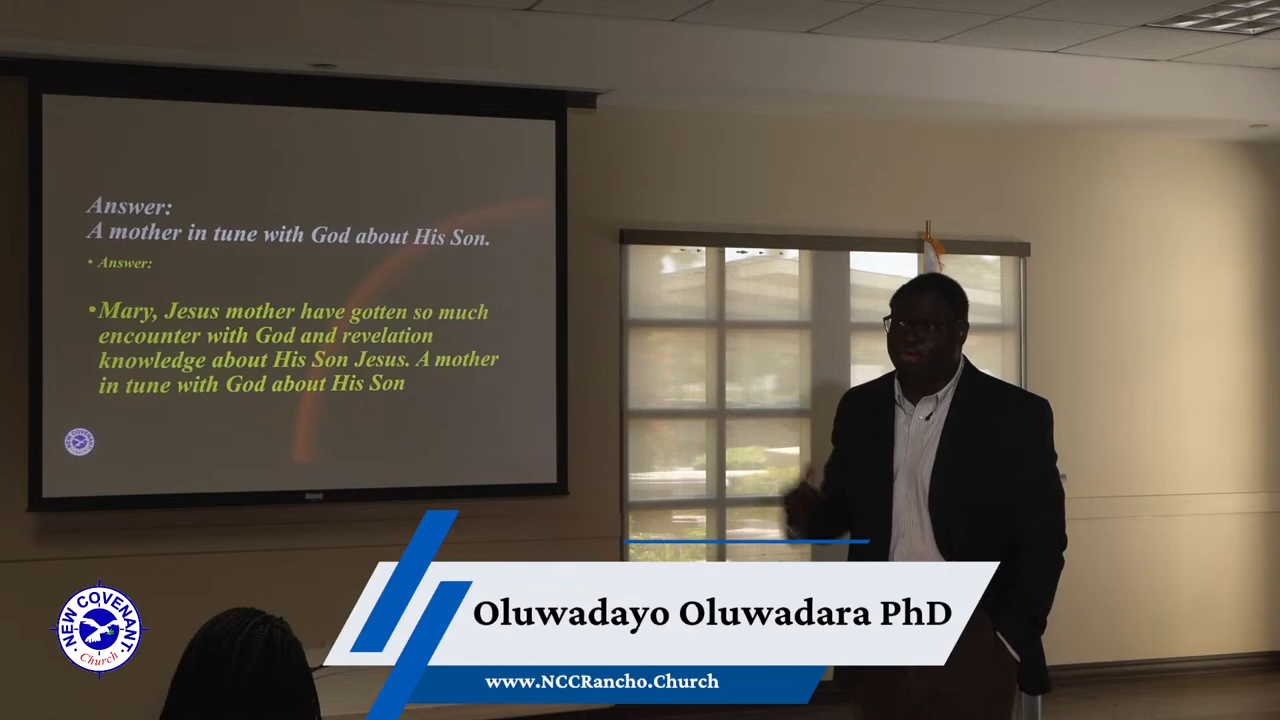 Answer:
A mother in tune with God about His Son.
• Answer:
• Mary, Jesus mother have gotten so much
encounter with God and revelation
knowledge about His Son Jesus. A mother
in tune with God about His Son
NEW COVENANT
NEW COVENANT
Church
Oluwadayo Oluwadara PhD
www.NCCRancho.Church